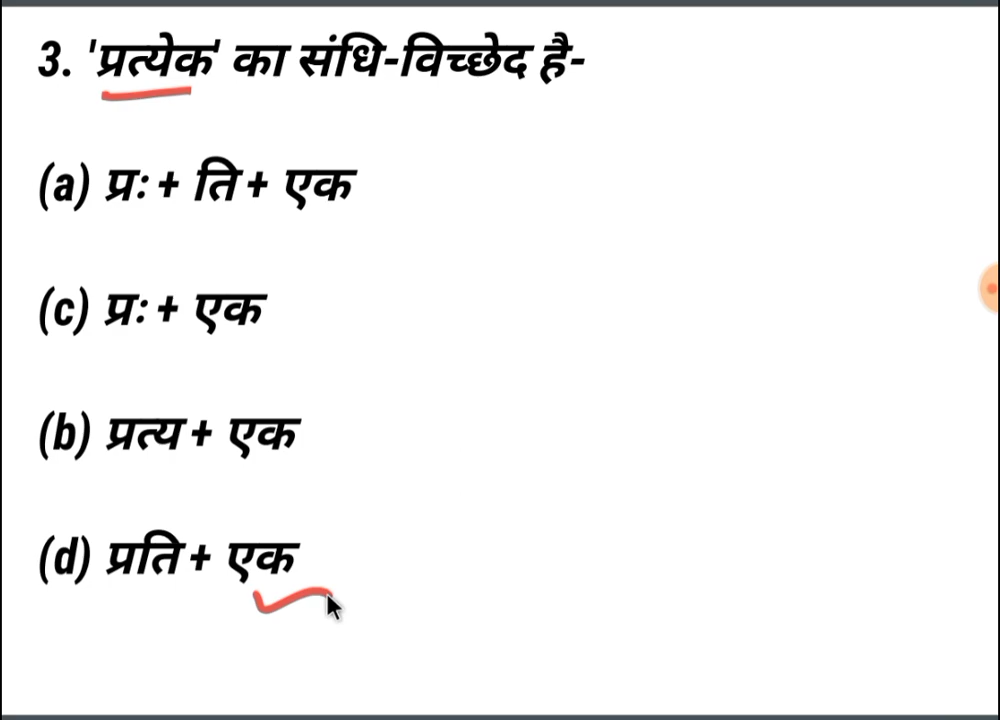 3. 'प्रत्येक' का संधि-विच्छेद है-
(a) प्रः + ति + एक
(c) प्रः + एक
(b) प्रत्य + एक
(d) प्रति + एक